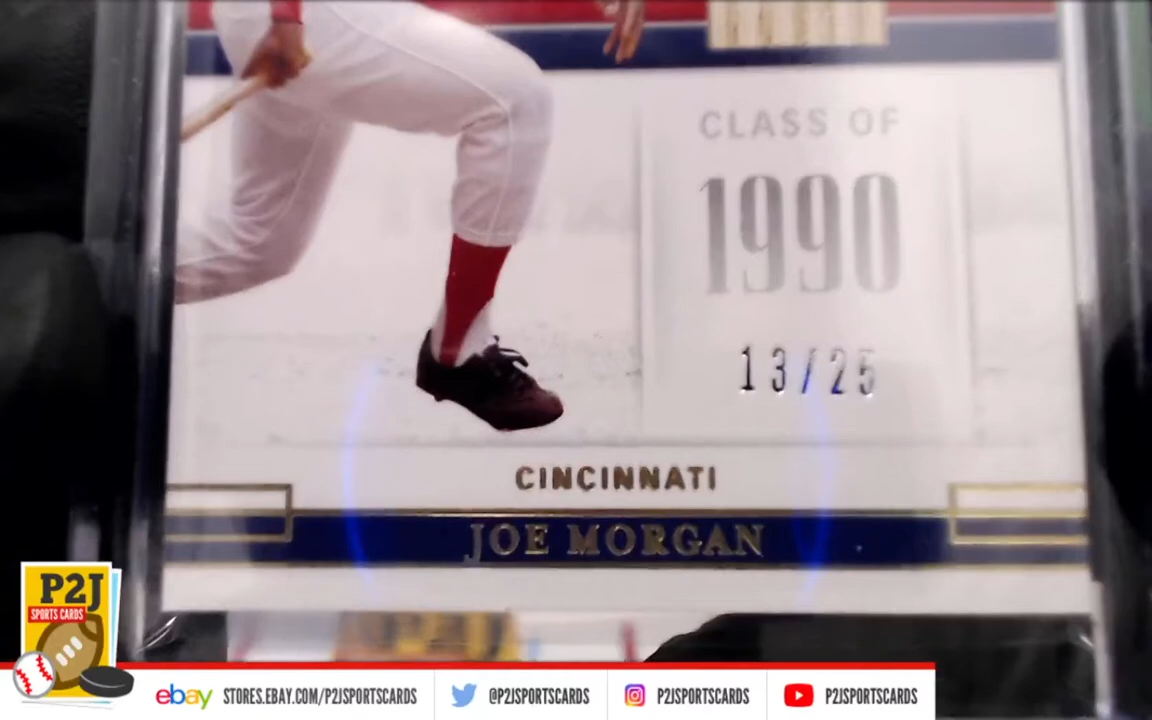 CLASS OF
1990
13/25
CINCINNATI
JOE MORGAN
P2J
SPORTS CARDS
ebay STORES.EBAY.COM/P2JSPORTSCARDS @P2JSPORTSCARDS P2JSPORTSCARDS P2JSPORTSCARDS